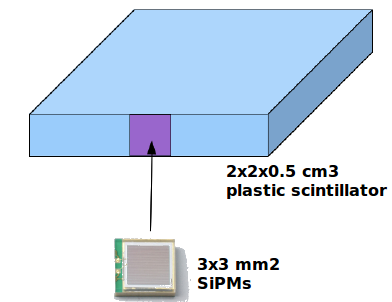 2x2x0.5 cm3
plastic scintillator
3x3 mm2
SiPMs